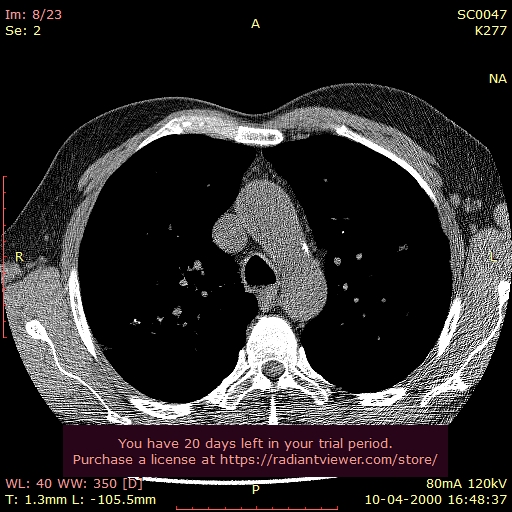 Im: 8/23
Se: 2
A
SC0047
K277
NA
R
L
You have 20 days left in your trial period.
Purchase a license at https://radiantviewer.com/store/
WL: 40 WW: 350 [D]
T: 1.3mm L: -105.5mm
P
80mA 120kV
10-04-2000 16:48:37